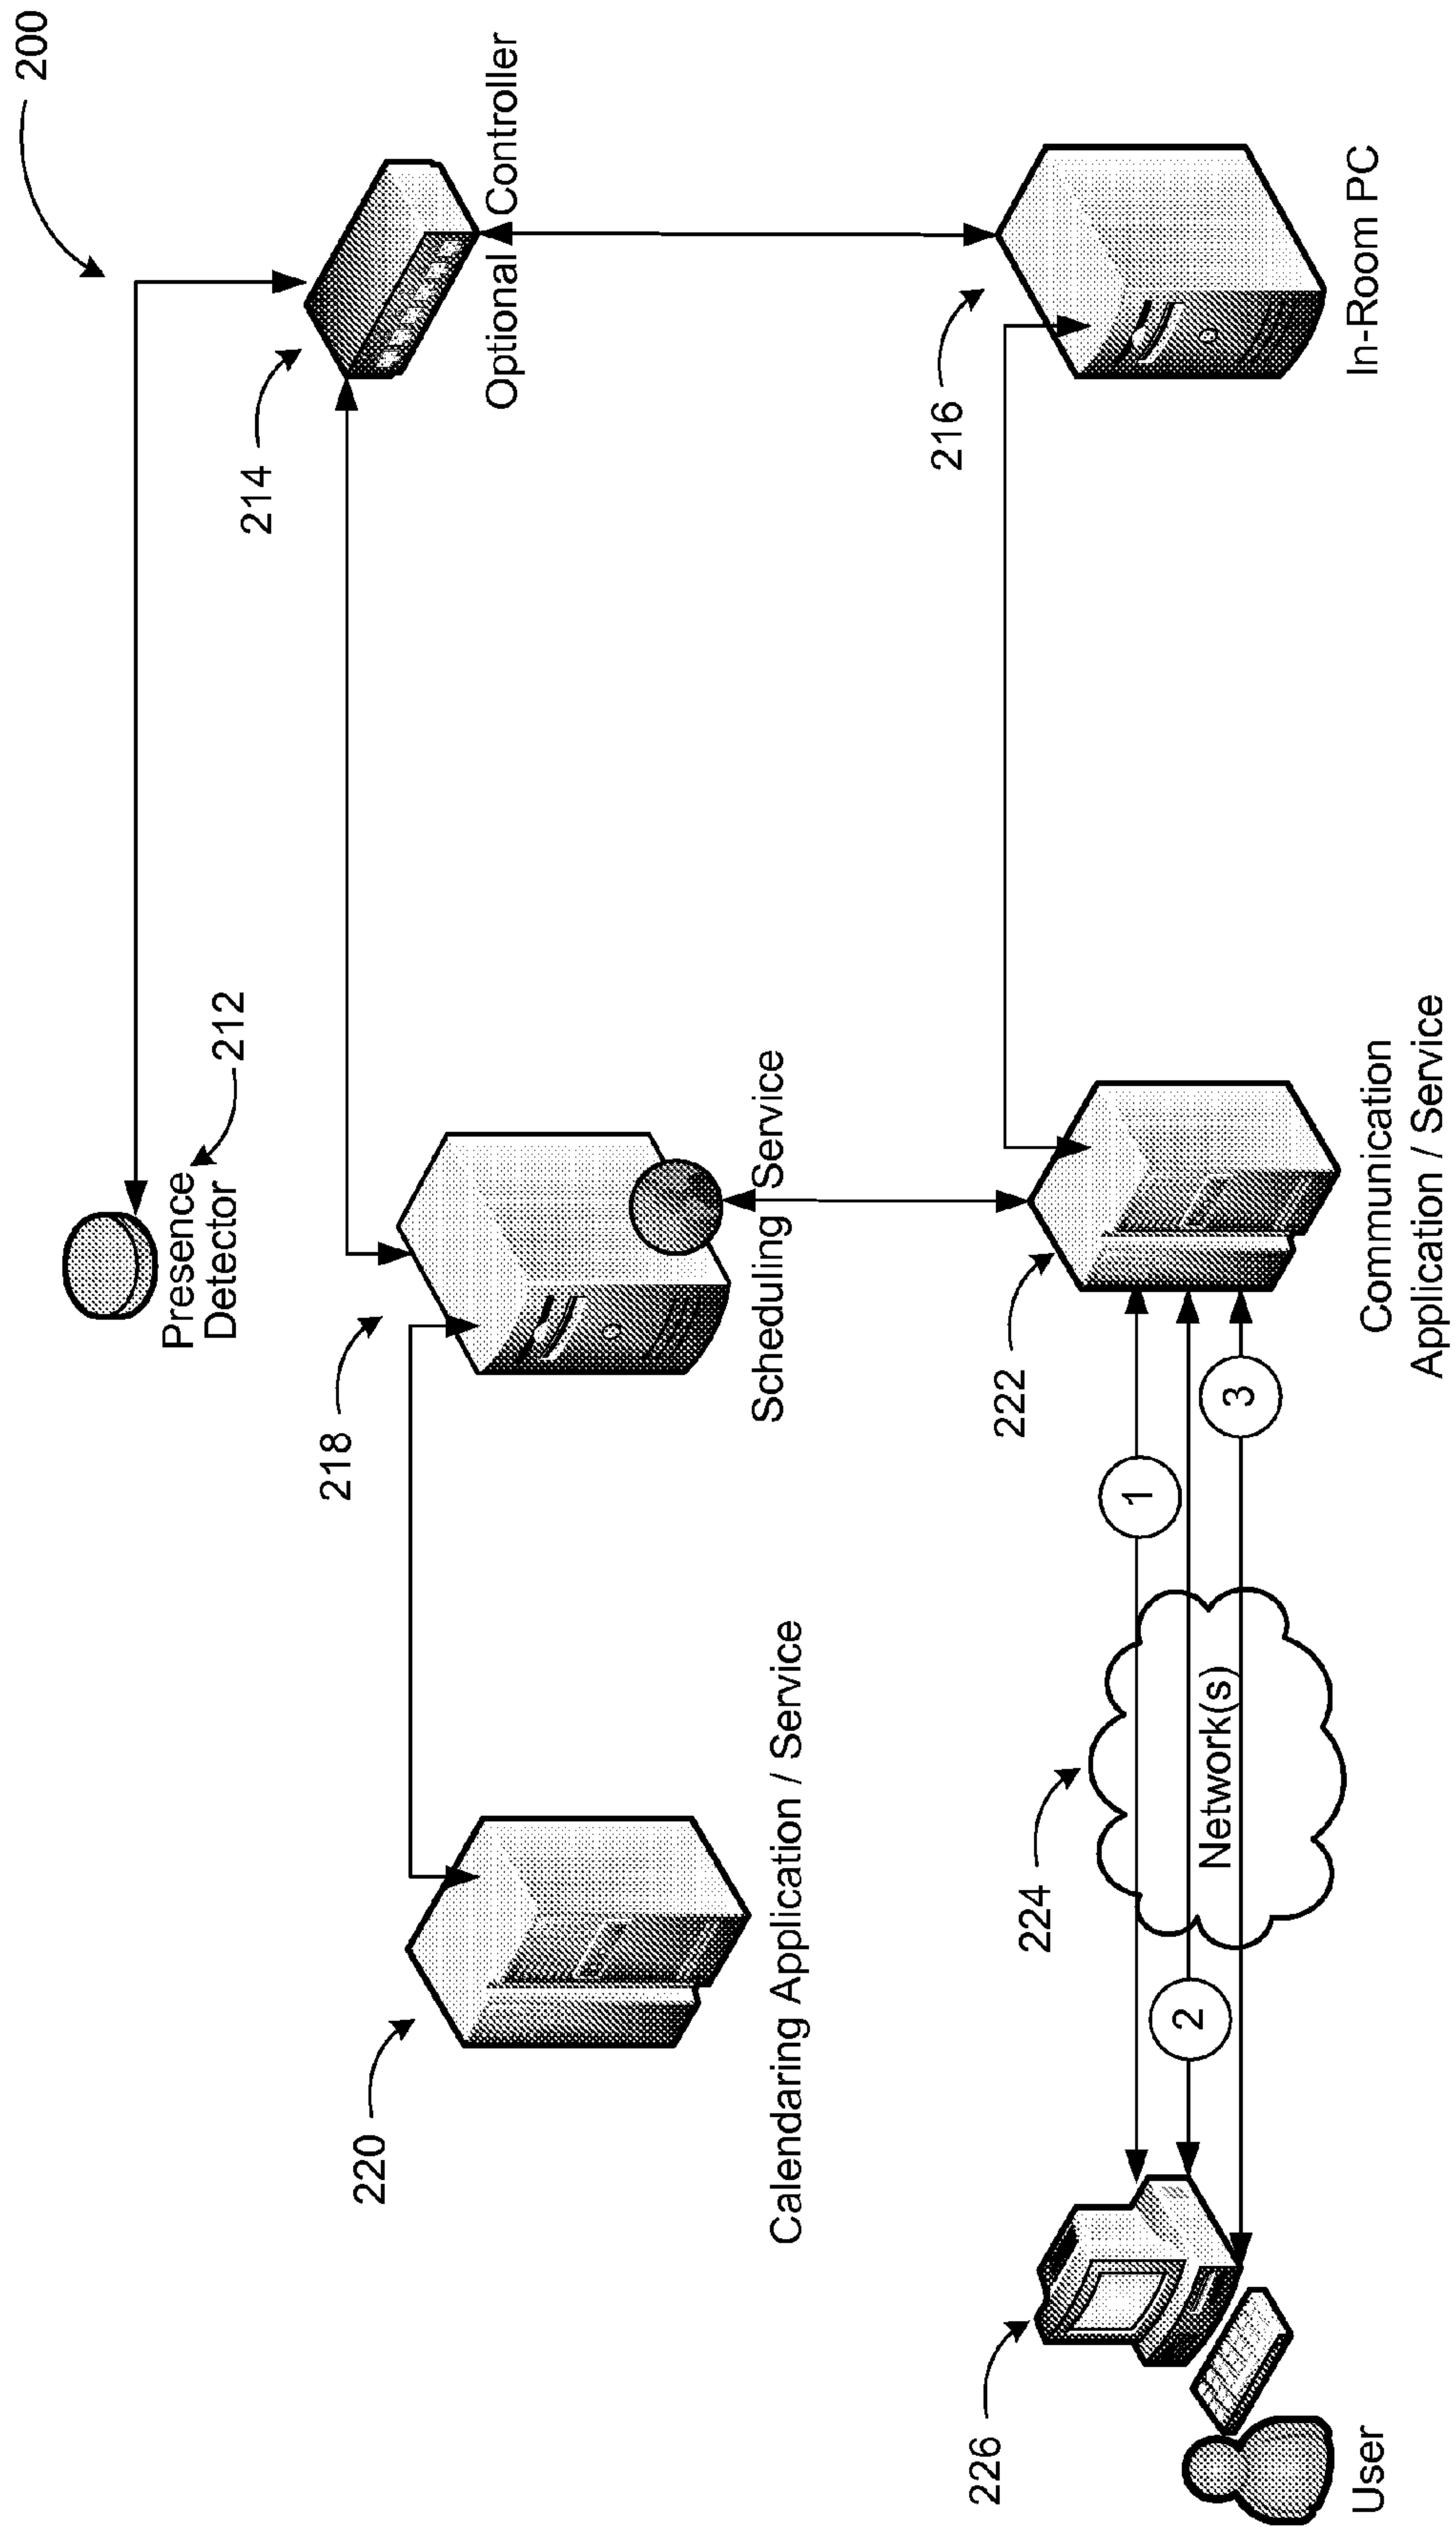 200
Presence
Detector
212
214
Optional Controller
218
Scheduling Service
220
Calendaring Application / Service
216
In-Room PC
222
Communication
Application / Service
1
2
3
224
Network(s)
226
User